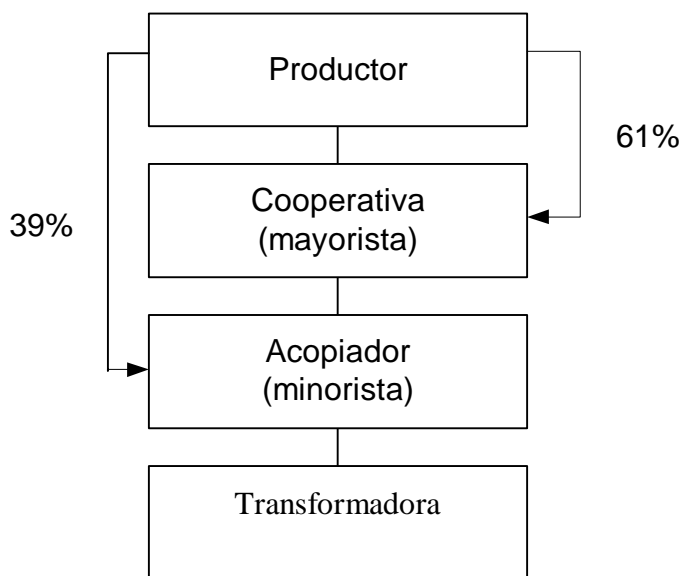 Productor
61%
Cooperativa
(mayorista)
39%
Acopiador
(minorista)
Transformadora